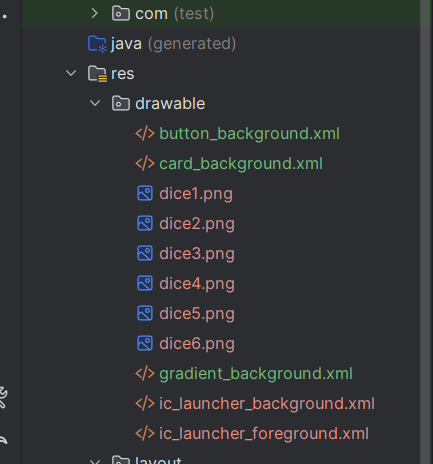 com (test)
java (generated)
res
drawable
button_background.xml
card_background.xml
dice1.png
dice2.png
dice3.png
dice4.png
dice5.png
dice6.png
gradient_background.xml
ic_launcher_background.xml
ic_launcher_foreground.xml
layout